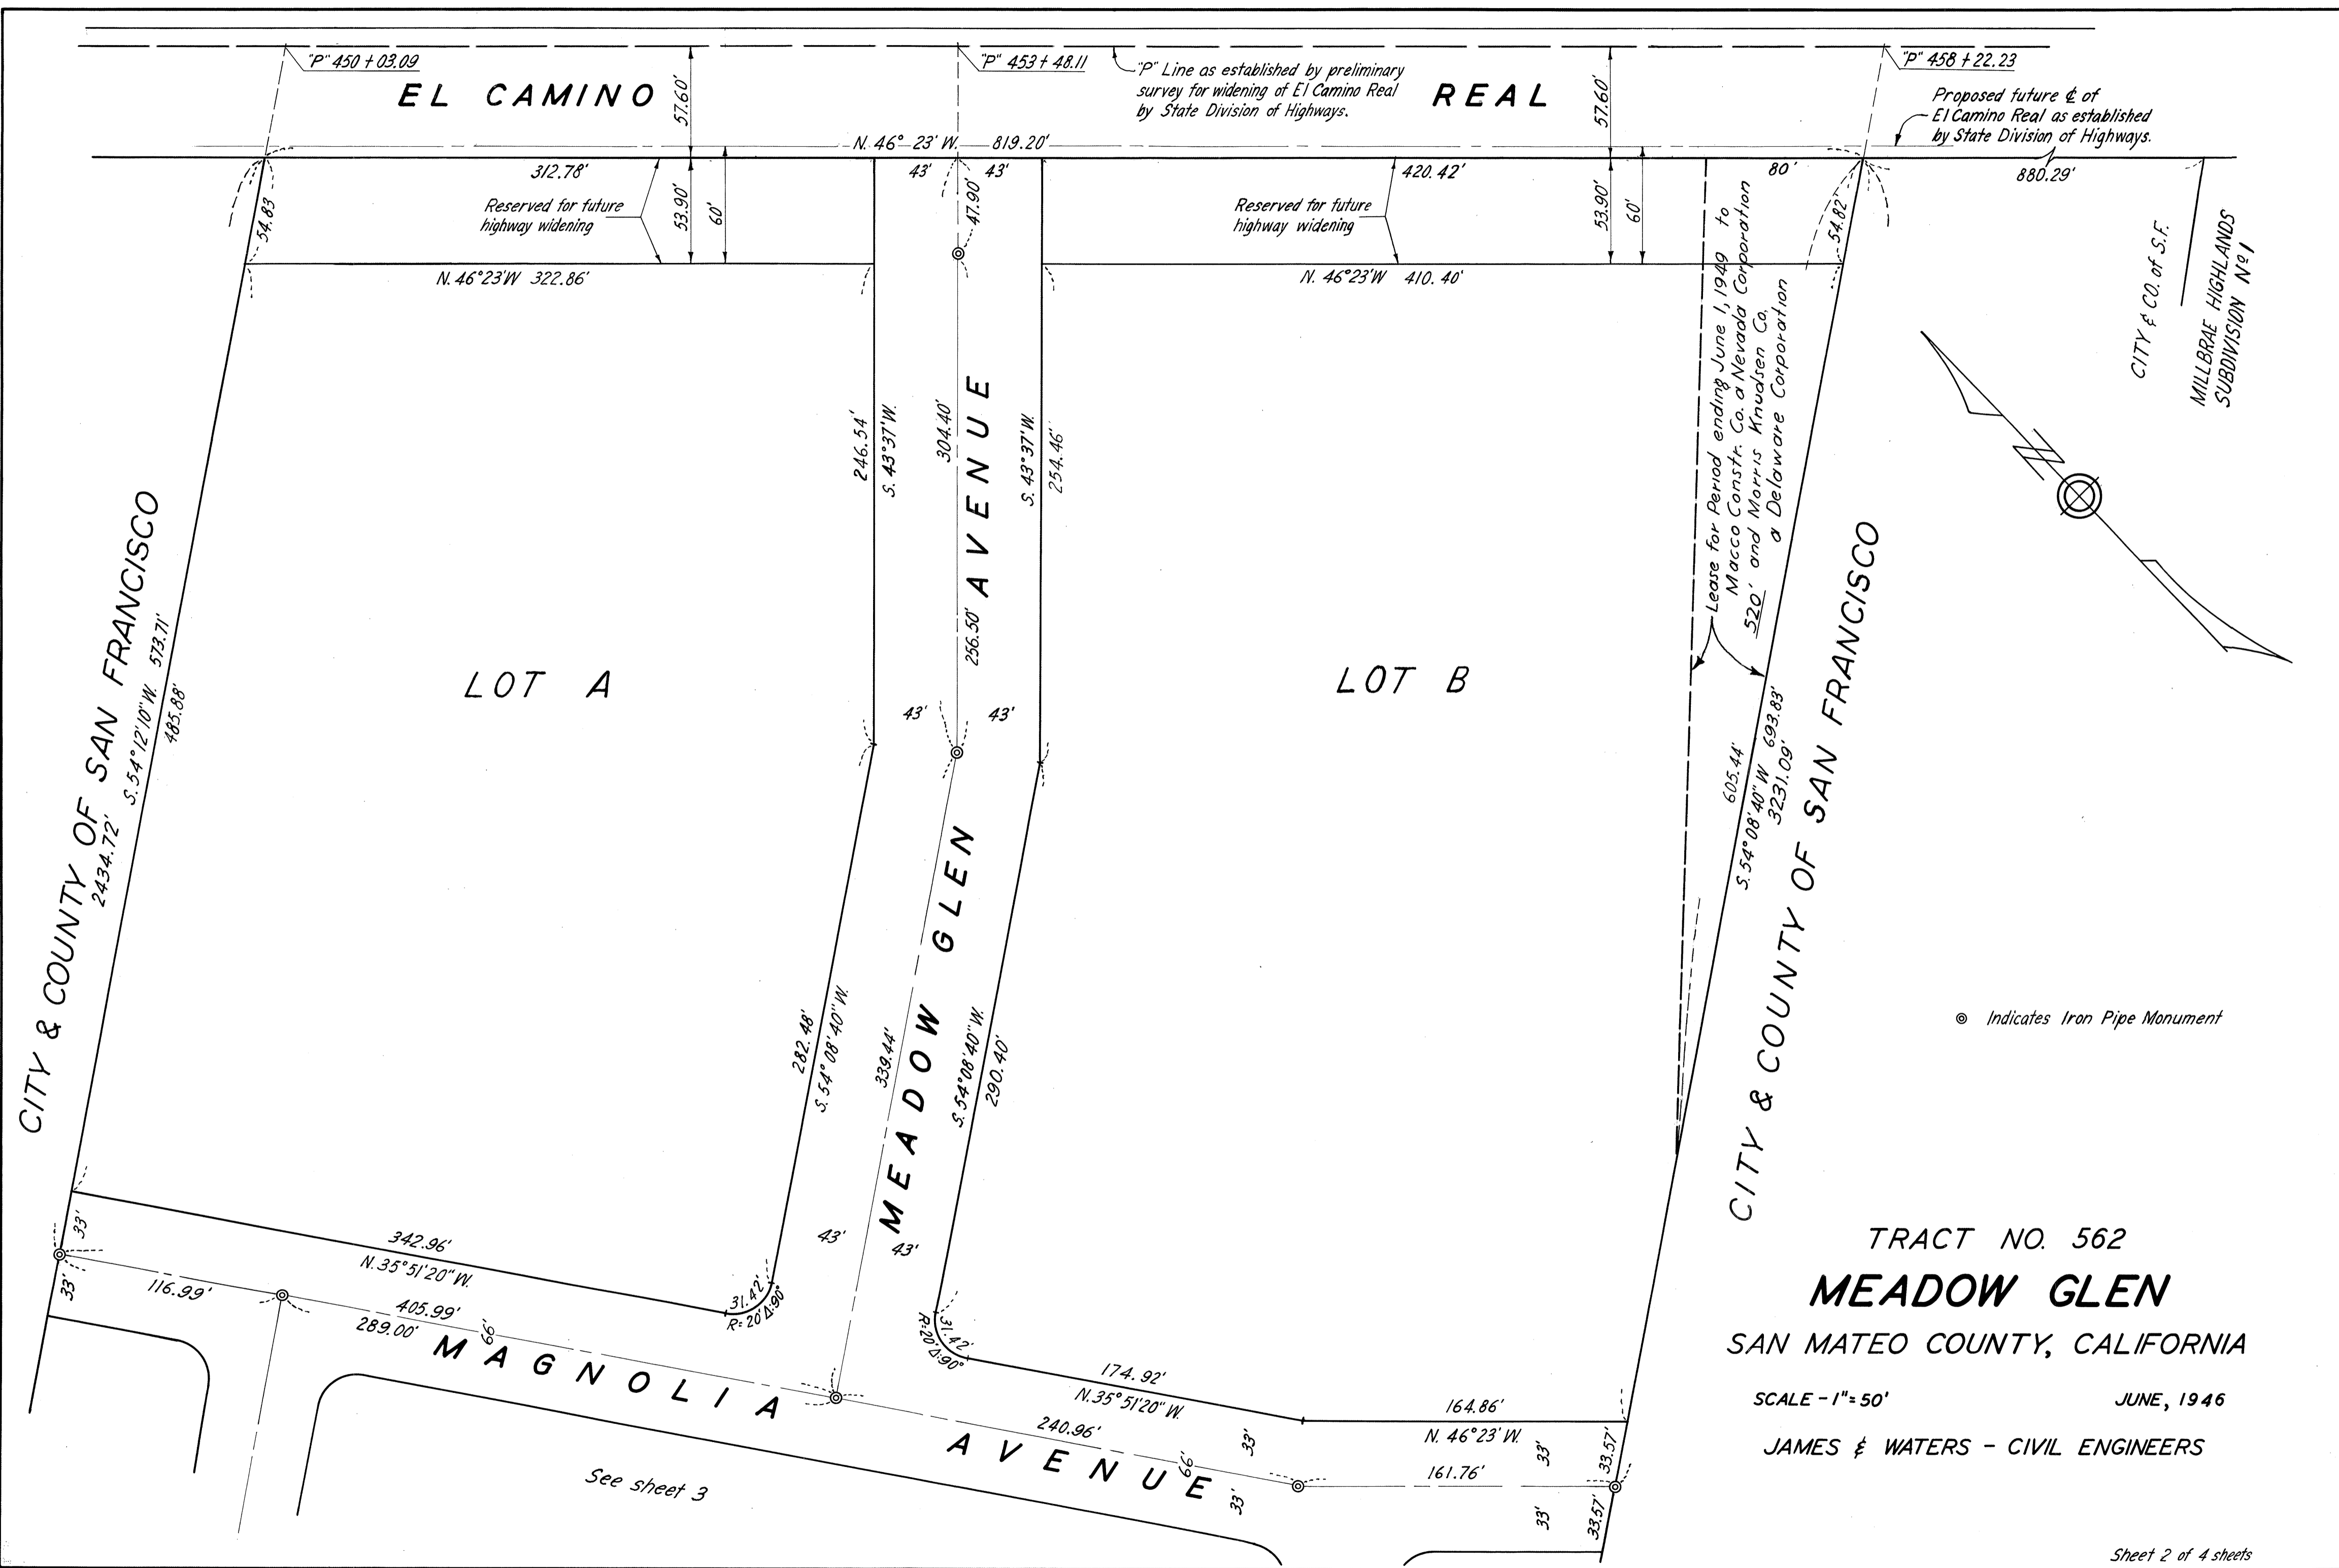 "P" 450 + 03.09
"P" 453 + 48.11
"P" 458 + 22.23
EL CAMINO REAL
57.60'
57.60'
"P" Line as established by preliminary
survey for widening of El Camino Real
by State Division of Highways.
Proposed future ℄ of
El Camino Real as established
by State Division of Highways.
N. 46°-23' W. 819.20'
312.78'
43' 43'
420.42'
80'
880.29'
54.83
Reserved for future
highway widening
53.90'
60'
47.90'
Reserved for future
highway widening
53.90'
60'
54.82'
N. 46°23'W 322.86'
N. 46°23'W 410.40'
CITY & CO. of S.F.
MILLBRAE HIGHLANDS
SUBDIVISION Nº 1
Lease for Period ending June 1, 1949 to
Macco Constr. Co. a Nevada Corporation
520' and Morris Knudsen Co.
a Delaware Corporation
N
246.54'
S. 43°37'W.
304.40'
256.50'
S. 43°37'W.
254.46'
MEADOW GLEN AVENUE
LOT A
LOT B
43' 43'
CITY & COUNTY OF SAN FRANCISCO
2434.72'
S. 54°12'10"W. 573.71'
485.88'
605.44'
S. 54°08'40"W 693.83'
3231.09'
CITY & COUNTY OF SAN FRANCISCO
282.48'
S. 54°08'40"W.
339.44'
S. 54°08'40"W.
290.40'
43' 43'
◎ Indicates Iron Pipe Monument
33'
33'
342.96'
N. 35°51'20"W.
116.99'
405.99'
289.00'
66'
31.42'
R=20' Δ=90°
31.42'
R=20' Δ=90°
MAGNOLIA AVENUE
174.92'
N. 35°51'20"W.
240.96'
66'
33'
33'
164.86'
N. 46°23'W.
161.76'
33'
33'
33.57'
33.57'
See sheet 3
TRACT NO. 562
MEADOW GLEN
SAN MATEO COUNTY, CALIFORNIA
SCALE - 1"=50' JUNE, 1946
JAMES & WATERS - CIVIL ENGINEERS
Sheet 2 of 4 sheets